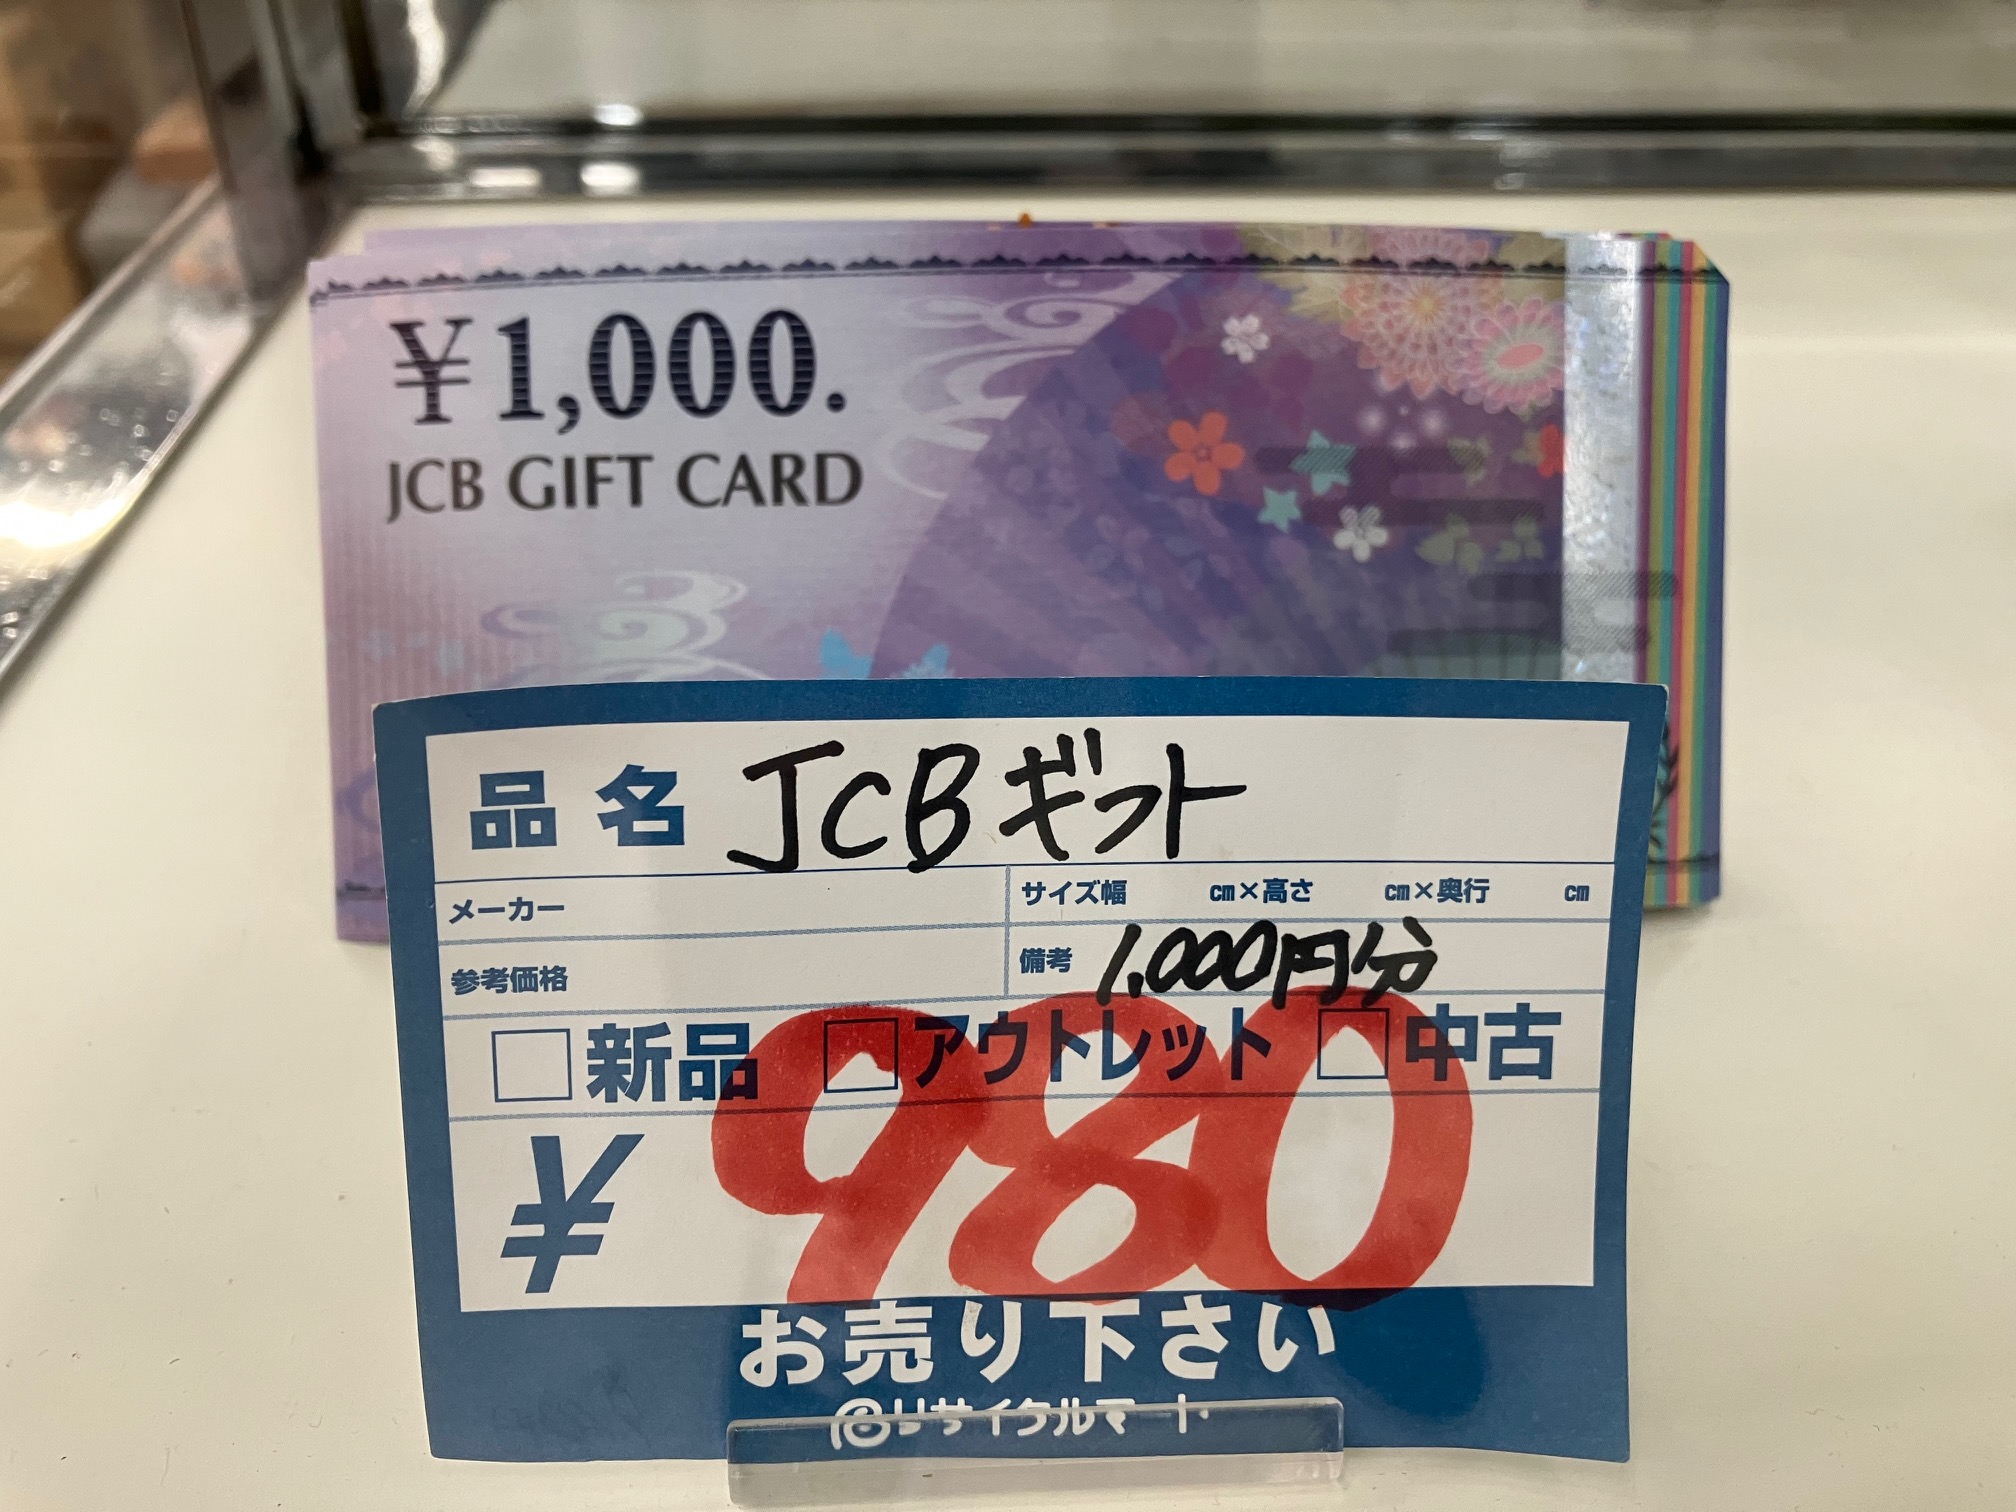 ¥1,000.
JCB GIFT CARD
品名 JCBギフト
メーカー サイズ幅 cm×高さ cm×奥行 cm
参考価格 備考 1,000円分
新品 アウトレット 中古
¥ 980
お売り下さい
リサイクルマート